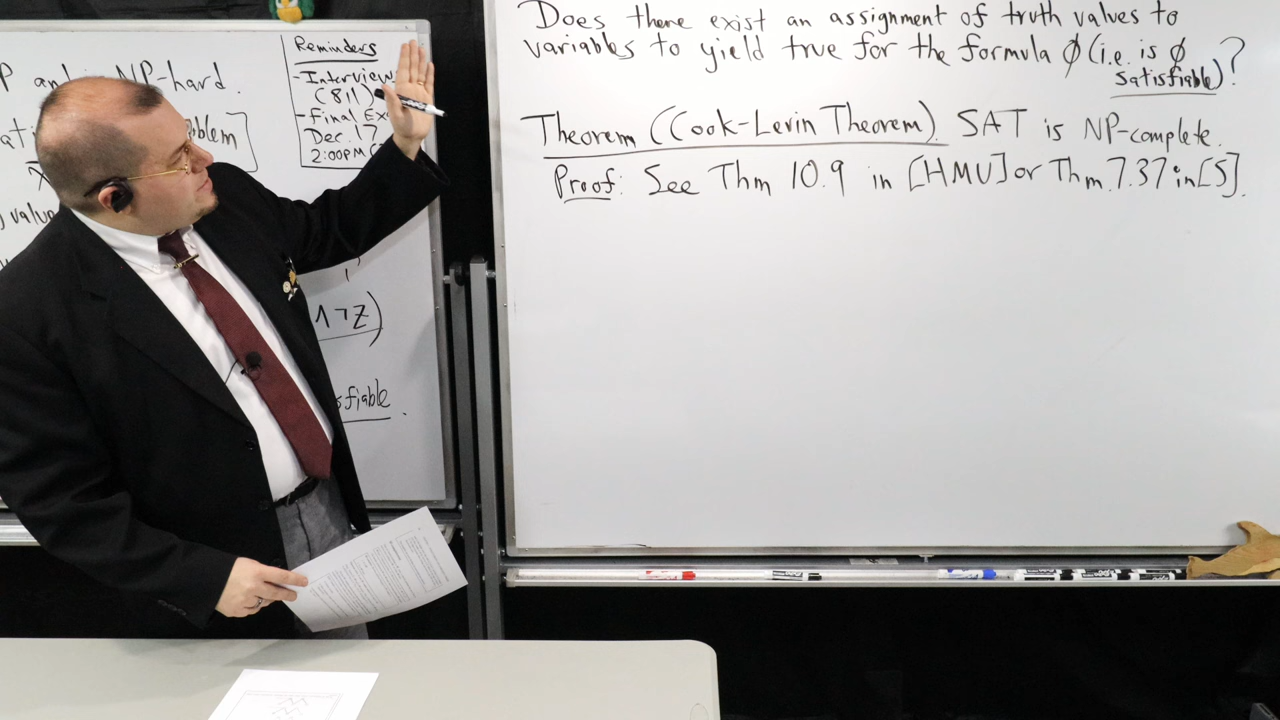 P and NP-hard.
Reminders
-Interview
(811)
-Final Ex
Dec. 17
2:00PM
blem]
value
∧¬Z)
sfiable.
Does there exist an assignment of truth values to
variables to yield true for the formula ϕ (i.e. is ϕ
satisfiable)?
Theorem (Cook-Levin Theorem). SAT is NP-complete.
Proof: See Thm 10.9 in [HMU] or Thm 7.37 in [S].